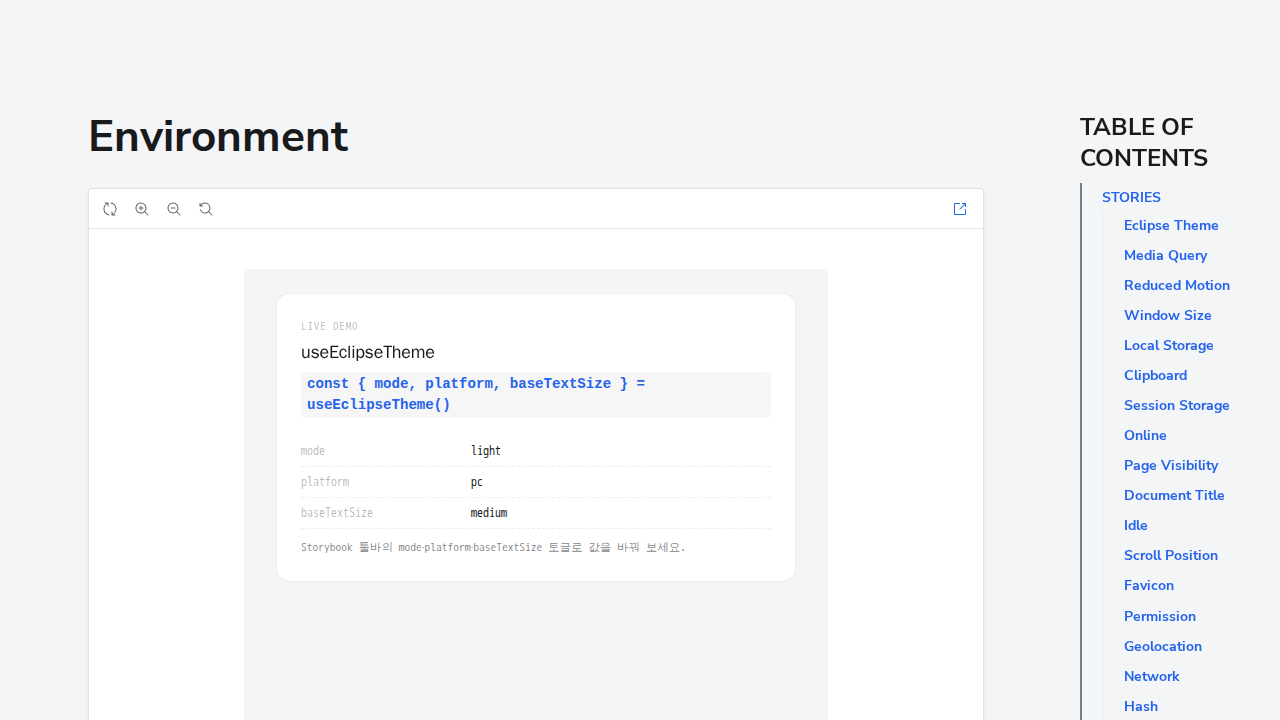 Environment
LIVE DEMO
useEclipseTheme
const { mode, platform, baseTextSize } =
useEclipseTheme()
mode light
platform pc
baseTextSize medium
Storybook 툴바의 mode·platform·baseTextSize 토글로 값을 바꿔 보세요.
TABLE OF
CONTENTS
STORIES
Eclipse Theme
Media Query
Reduced Motion
Window Size
Local Storage
Clipboard
Session Storage
Online
Page Visibility
Document Title
Idle
Scroll Position
Favicon
Permission
Geolocation
Network
Hash